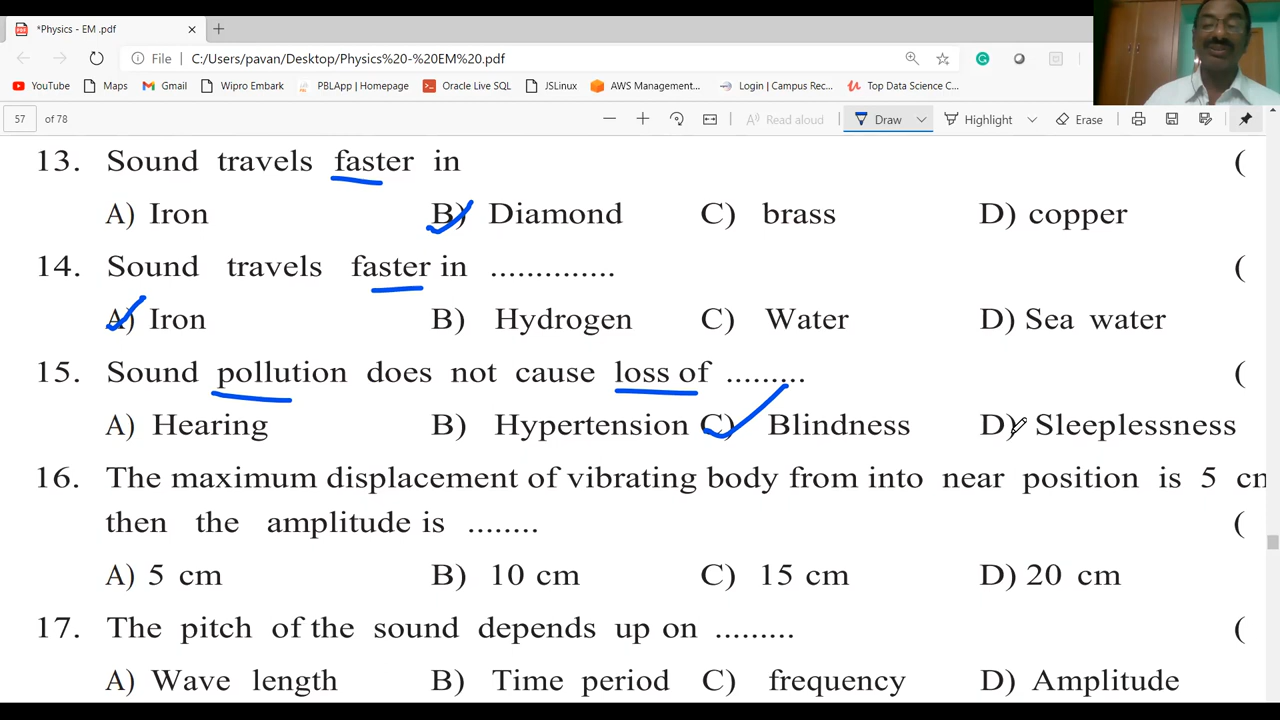 *Physics - EM .pdf
File C:/Users/pavan/Desktop/Physics%20-%20EM%20.pdf
YouTube Maps Gmail Wipro Embark PBLApp | Homepage Oracle Live SQL JSLinux AWS Management... Login | Campus Rec... Top Data Science C...
57 of 78 Read aloud Draw Highlight Erase
13. Sound travels faster in (
A) Iron B) Diamond C) brass D) copper
14. Sound travels faster in .............. (
A) Iron B) Hydrogen C) Water D) Sea water
15. Sound pollution does not cause loss of ......... (
A) Hearing B) Hypertension C) Blindness D) Sleeplessness
16. The maximum displacement of vibrating body from into near position is 5 cm
then the amplitude is ........ (
A) 5 cm B) 10 cm C) 15 cm D) 20 cm
17. The pitch of the sound depends up on ......... (
A) Wave length B) Time period C) frequency D) Amplitude